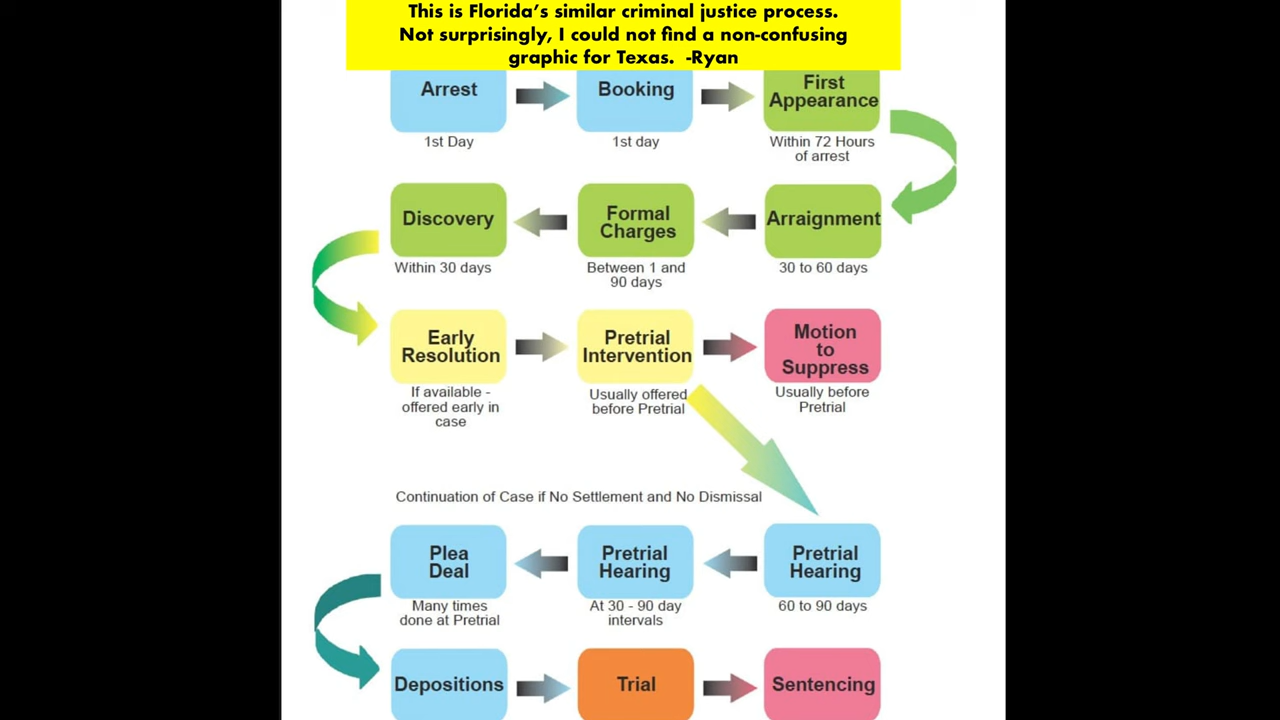 This is Florida's similar criminal justice process.
Not surprisingly, I could not find a non-confusing
graphic for Texas. -Ryan
Arrest
Booking
First
Appearance
1st Day
1st day
Within 72 Hours
of arrest
Discovery
Formal
Charges
Arraignment
Within 30 days
Between 1 and
90 days
30 to 60 days
Early
Resolution
Pretrial
Intervention
Motion
to
Suppress
If available -
offered early in
case
Usually offered
before Pretrial
Usually before
Pretrial
Continuation of Case if No Settlement and No Dismissal
Plea
Deal
Pretrial
Hearing
Pretrial
Hearing
Many times
done at Pretrial
At 30 - 90 day
intervals
60 to 90 days
Depositions
Trial
Sentencing